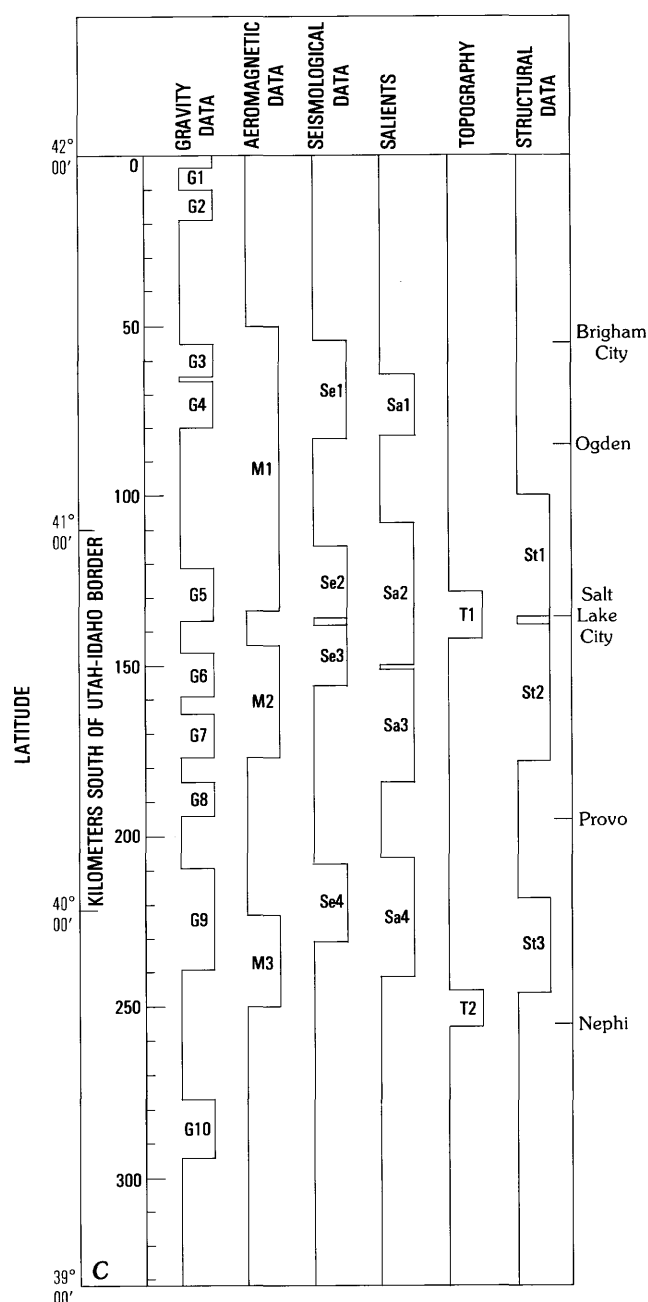 GRAVITY
DATA
AEROMAGNETIC
DATA
SEISMOLOGICAL
DATA
SALIENTS
TOPOGRAPHY
STRUCTURAL
DATA
42°
00'
0
G1
G2
50
Brigham
City
G3
Se1
G4
Sa1
Ogden
M1
100
41°
00'
St1
Se2
G5
Sa2
T1
Salt
Lake
City
Se3
150
G6
M2
St2
G7
Sa3
G8
Provo
200
40°
00'
G9
Se4
Sa4
M3
St3
250
T2
Nephi
G10
300
39°
00'
C
LATITUDE
KILOMETERS SOUTH OF UTAH-IDAHO BORDER